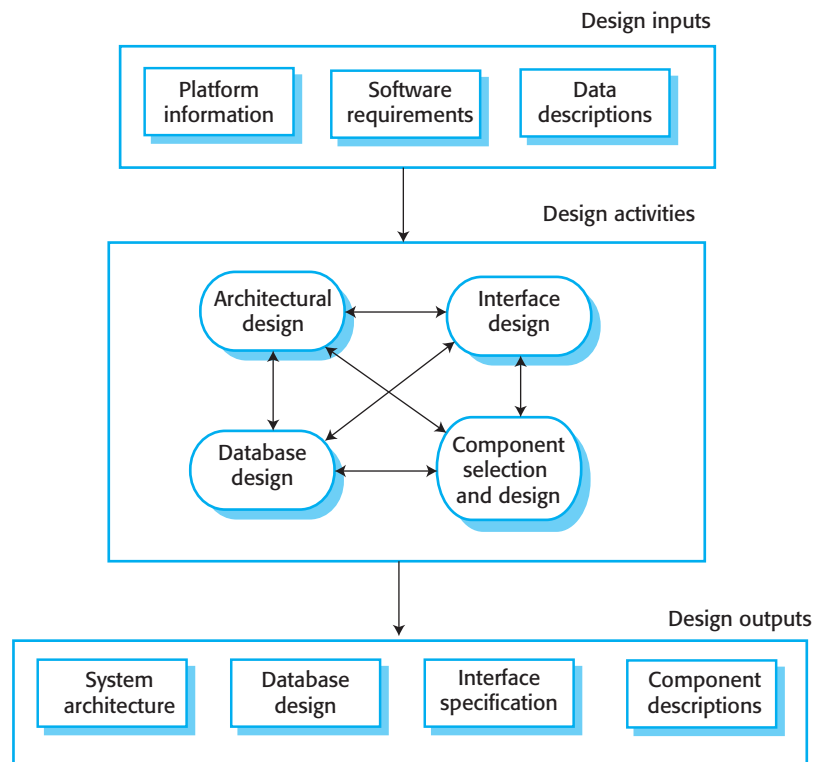 Design inputs
Platform
information
Software
requirements
Data
descriptions
Design activities
Architectural
design
Interface
design
Database
design
Component
selection
and design
Design outputs
System
architecture
Database
design
Interface
specification
Component
descriptions